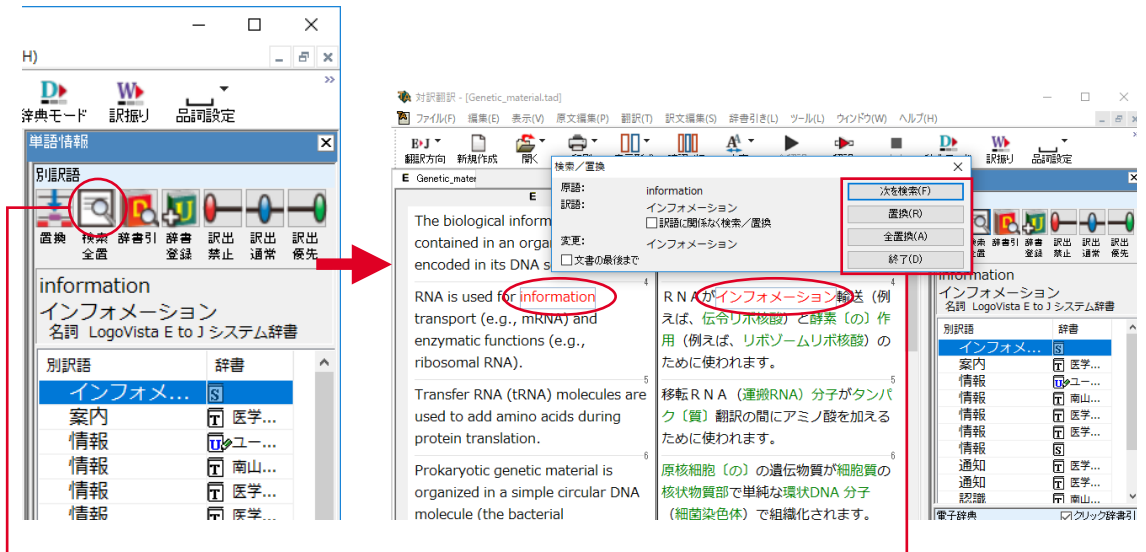 H)
辞典モード 訳振り 品詞設定
単語情報
別訳語
置換 検索 辞書引 辞書 訳出 訳出 訳出
全置 登録 禁止 通常 優先
information
インフォメーション
名詞 LogoVista E to J システム辞書
別訳語 辞書
インフォメ... S
案内 T 医学...
情報 U ユー...
情報 T 南山...
情報 T 医学...
情報 T 医学...
対訳翻訳 - [Genetic_material.tad]
ファイル(F) 編集(E) 表示(V) 原文編集(P) 翻訳(T) 訳文編集(S) 辞書引き(L) ツール(L) ウインドウ(W) ヘルプ(H)
E▸J D W
翻訳方向 新規作成 開く 訳振り 品詞設定
E Genetic_mater
E
The biological inform
contained in an orga
encoded in its DNA s
4
RNA is used for information
transport (e.g., mRNA) and
enzymatic functions (e.g.,
ribosomal RNA).
5
Transfer RNA (tRNA) molecules are
used to add amino acids during
protein translation.
6
Prokaryotic genetic material is
organized in a simple circular DNA
molecule (the bacterial
検索／置換
原語: information
訳語: インフォメーション
訳語に関係なく検索／置換
変更: インフォメーション
文書の最後まで
次を検索(F)
置換(R)
全置換(A)
終了(D)
4
ＲＮＡがインフォメーション輸送（例
えば、伝令リボ核酸）と酵素〔の〕作
用（例えば、リボゾームリボ核酸）の
ために使われます。
5
移転ＲＮＡ（運搬RNA）分子がタンパ
ク〔質〕翻訳の間にアミノ酸を加える
ために使われます。
6
原核細胞〔の〕の遺伝物質が細胞質の
核状物質部で単純な環状DNA 分子
（細菌染色体）で組織化されます。
索 辞書引 辞書 訳出 訳出 訳出
置 登録 禁止 通常 優先
information
インフォメーション
名詞 LogoVista E to J システム辞書
別訳語 辞書
インフォメ... S
案内 T 医学...
情報 U ユー...
情報 T 南山...
情報 T 医学...
情報 T 医学...
情報 S
通知 T 医学...
通知 T 医学...
認識 T 南山...
電子辞典 クリック辞書引